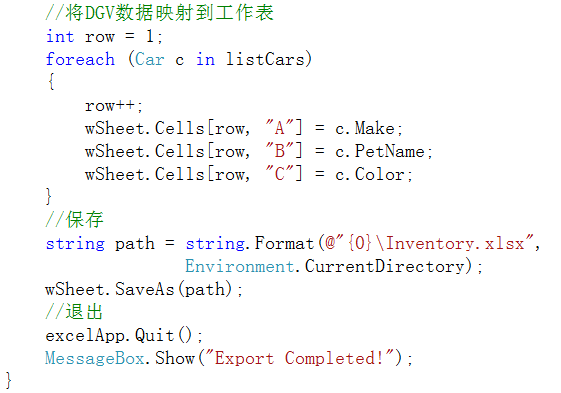 //将DGV数据映射到工作表
int row = 1;
foreach (Car c in listCars)
{
row++;
wSheet.Cells[row, "A"] = c.Make;
wSheet.Cells[row, "B"] = c.PetName;
wSheet.Cells[row, "C"] = c.Color;
}
//保存
string path = string.Format(@"{0}\Inventory.xlsx",
Environment.CurrentDirectory);
wSheet.SaveAs(path);
//退出
excelApp.Quit();
MessageBox.Show("Export Completed!");
}